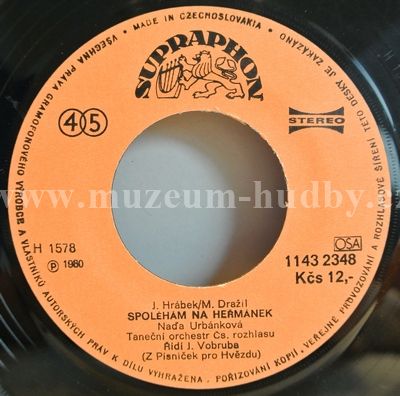 MADE IN CZECHOSLOVAKIA • VŠECHNA PRÁVA GRAMOFONOVÉHO VÝROBCE A VLASTNÍKŮ AUTORSKÝCH PRÁV K DÍLU VYHRAŽENA, POŘIZOVÁNÍ KOPIÍ, VEŘEJNÉ PROVOZOVÁNÍ A ROZHLASOVÉ ŠÍŘENÍ TÉTO DESKY JE ZAKÁZÁNO
SUPRAPHON
45
STEREO
www.muzeum-hudby.cz
H 1578
OSA
℗ 1980
1143 2348
Kčs 12,-
J. Hrábek/M. Dražil
SPOLÉHÁM NA HEŘMÁNEK
Naďa Urbánková
Taneční orchestr Čs. rozhlasu
Řídí J. Vobruba
(Z Písniček pro Hvězdu)